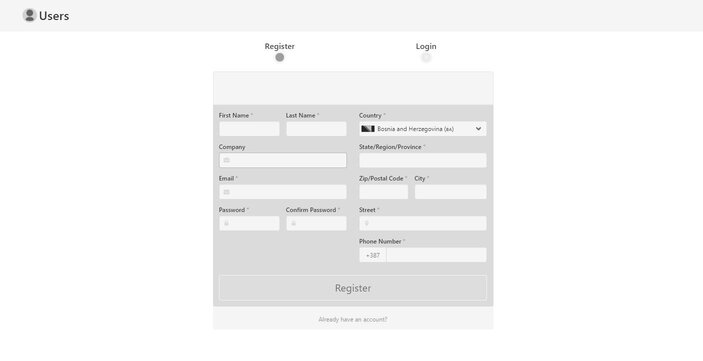 Users
Register Login
First Name * Last Name * Country *
Bosnia and Herzegovina (BA)
Company State/Region/Province *
Email * Zip/Postal Code * City *
Password * Confirm Password * Street *
Phone Number *
+387
Register
Already have an account?